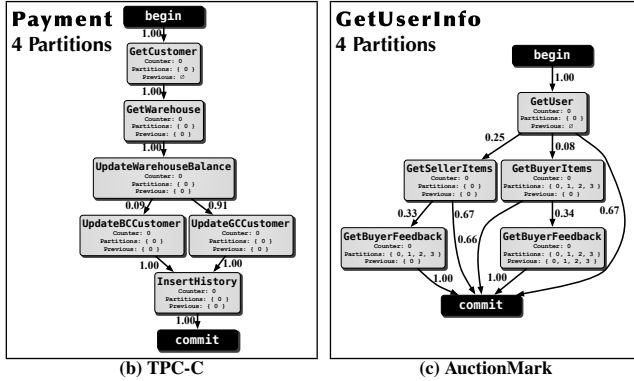 Payment
4 Partitions
begin
1.00
GetCustomer
Counter: 0
Partitions: { 0 }
Previous: ∅
1.00
GetWarehouse
Counter: 0
Partitions: { 0 }
Previous: { 0 }
1.00
UpdateWarehouseBalance
Counter: 0
Partitions: { 0 }
Previous: { 0 }
0.09
0.91
UpdateBCCustomer
Counter: 0
Partitions: { 0 }
Previous: { 0 }
UpdateGCCustomer
Counter: 0
Partitions: { 0 }
Previous: { 0 }
1.00
1.00
InsertHistory
Counter: 0
Partitions: { 0 }
Previous: { 0 }
1.00
commit
(b) TPC-C
GetUserInfo
4 Partitions
begin
1.00
GetUser
Counter: 0
Partitions: { 0 }
Previous: ∅
0.25
0.08
0.67
GetSellerItems
Counter: 0
Partitions: { 0 }
Previous: { 0 }
GetBuyerItems
Counter: 0
Partitions: { 0, 1, 2, 3 }
Previous: { 0 }
0.33
0.67
0.66
0.34
GetBuyerFeedback
Counter: 0
Partitions: { 0, 1, 2, 3 }
Previous: { 0 }
GetBuyerFeedback
Counter: 0
Partitions: { 0, 1, 2, 3 }
Previous: { 0, 1, 2, 3 }
1.00
1.00
commit
(c) AuctionMark